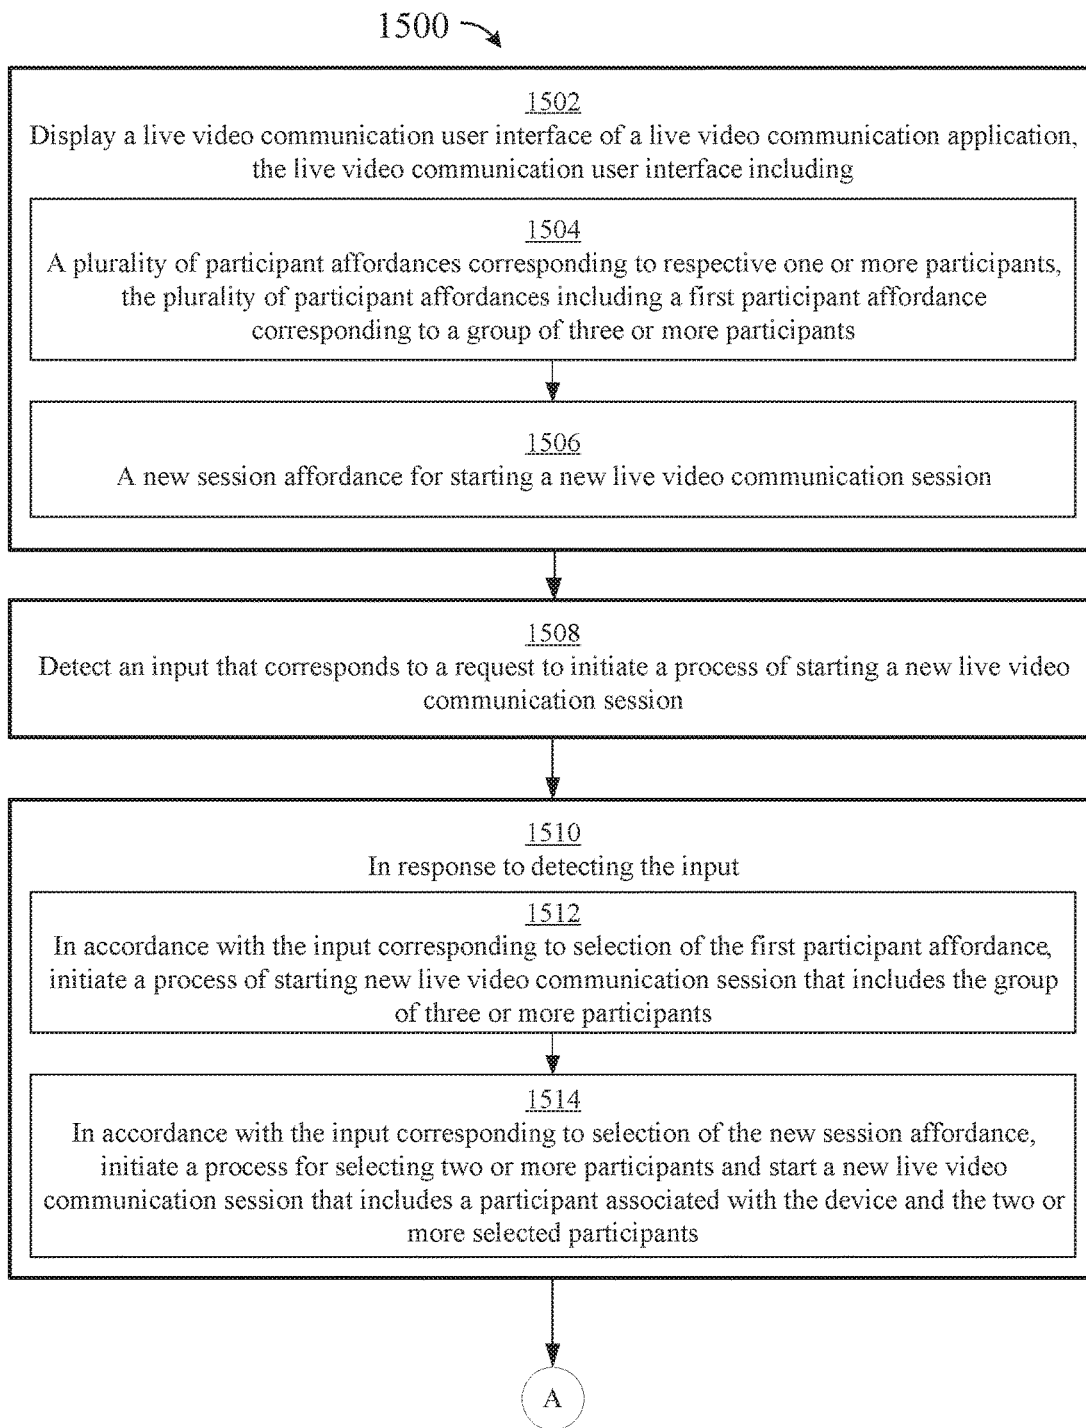 1500
1502
Display a live video communication user interface of a live video communication application,
the live video communication user interface including
1504
A plurality of participant affordances corresponding to respective one or more participants,
the plurality of participant affordances including a first participant affordance
corresponding to a group of three or more participants
1506
A new session affordance for starting a new live video communication session
1508
Detect an input that corresponds to a request to initiate a process of starting a new live video
communication session
1510
In response to detecting the input
1512
In accordance with the input corresponding to selection of the first participant affordance,
initiate a process of starting new live video communication session that includes the group
of three or more participants
1514
In accordance with the input corresponding to selection of the new session affordance,
initiate a process for selecting two or more participants and start a new live video
communication session that includes a participant associated with the device and the two or
more selected participants
A